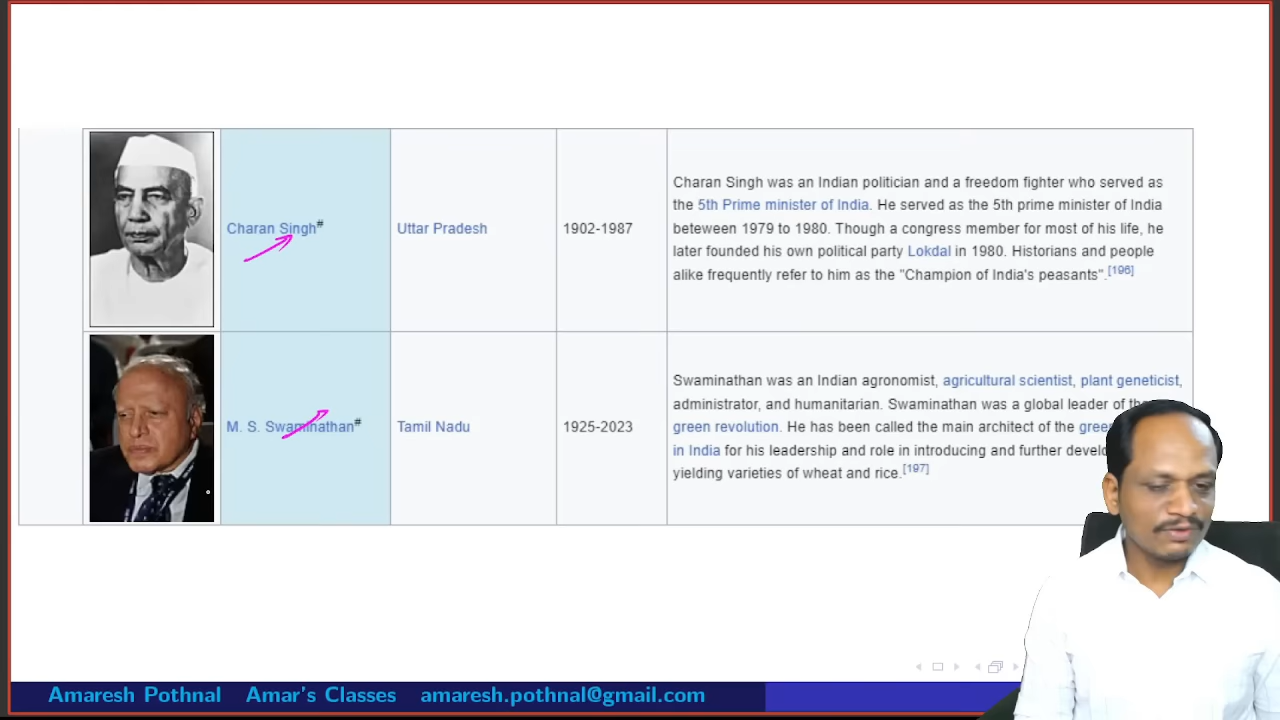 Charan Singh#
Uttar Pradesh
1902-1987
Charan Singh was an Indian politician and a freedom fighter who served as
the 5th Prime minister of India. He served as the 5th prime minister of India
beteween 1979 to 1980. Though a congress member for most of his life, he
later founded his own political party Lokdal in 1980. Historians and people
alike frequently refer to him as the "Champion of India's peasants".[196]
M. S. Swaminathan#
Tamil Nadu
1925-2023
Swaminathan was an Indian agronomist, agricultural scientist, plant geneticist,
administrator, and humanitarian. Swaminathan was a global leader of
green revolution. He has been called the main architect of the
in India for his leadership and role in introducing and further
yielding varieties of wheat and rice.[197]
Amaresh Pothnal Amar's Classes amaresh.pothnal@gmail.com